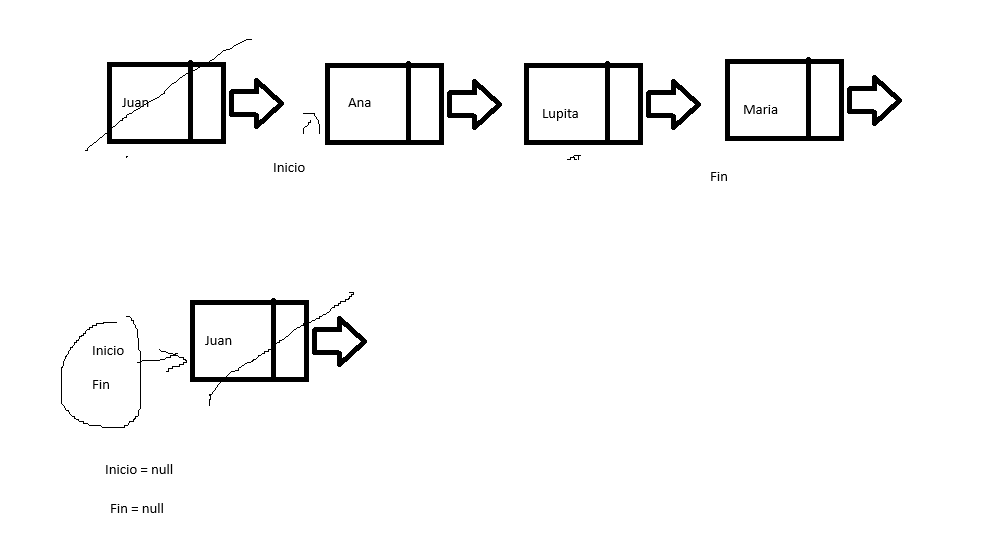 Juan
Ana
Lupita
Maria
Inicio
Fin
Inicio
Juan
Fin
Inicio = null
Fin = null